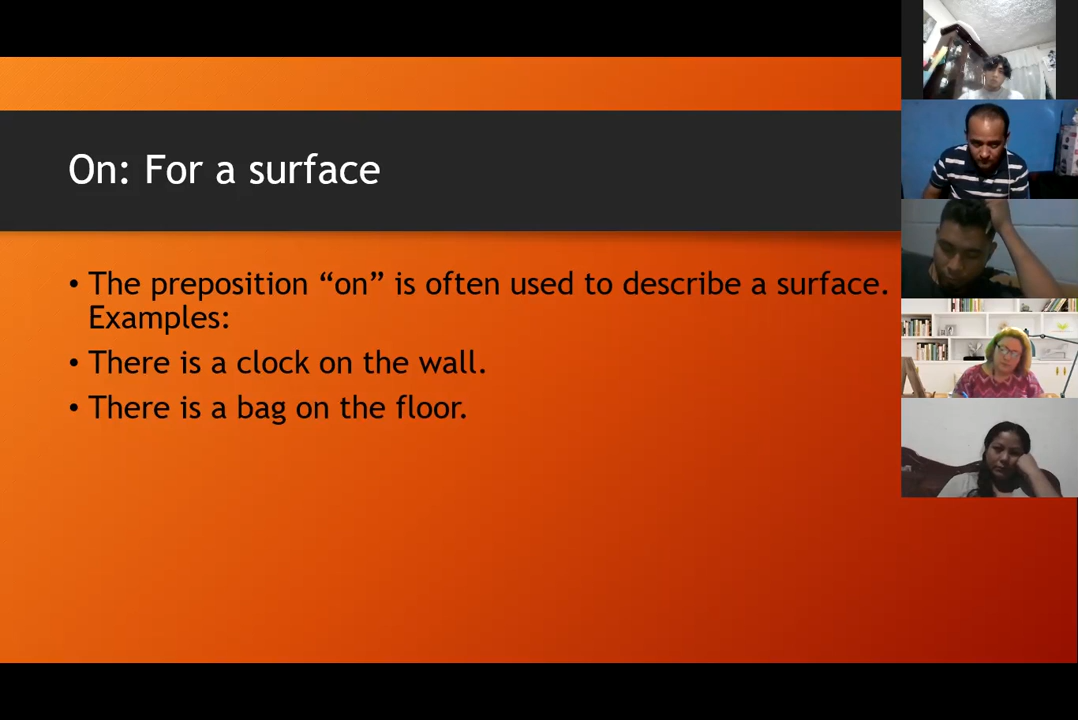 On: For a surface
• The preposition “on” is often used to describe a surface.
Examples:
• There is a clock on the wall.
• There is a bag on the floor.